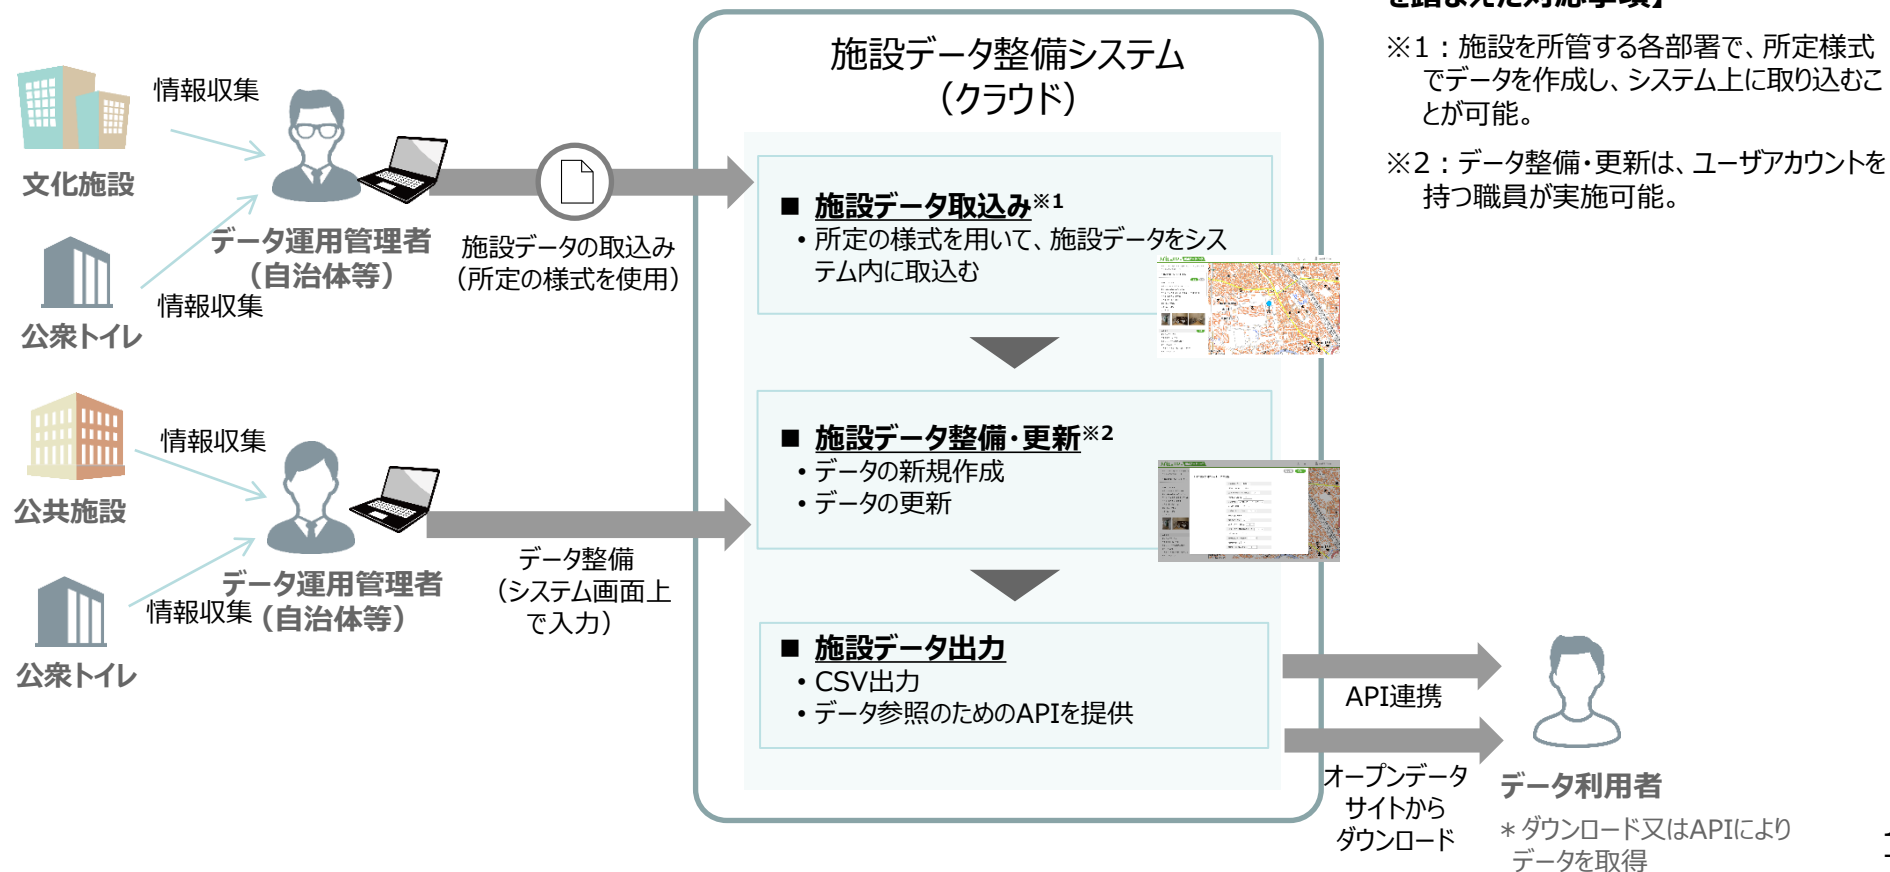 施設データ整備システム
（クラウド）
情報収集
文化施設
データ運用管理者
（自治体等）
情報収集
公衆トイレ
施設データの取込み
（所定の様式を使用）
■ 施設データ取込み※1
・所定の様式を用いて、施設データをシス
テム内に取込む
情報収集
公共施設
データ運用管理者
（自治体等）
情報収集
公衆トイレ
データ整備
（システム画面上
で入力）
■ 施設データ整備・更新※2
・データの新規作成
・データの更新
■ 施設データ出力
・CSV出力
・データ参照のためのAPIを提供
API連携
オープンデータ
サイトから
ダウンロード
データ利用者
＊ダウンロード又はAPIにより
データを取得
※1：施設を所管する各部署で、所定様式
でデータを作成し、システム上に取り込むこ
とが可能。
※2：データ整備・更新は、ユーザアカウントを
持つ職員が実施可能。